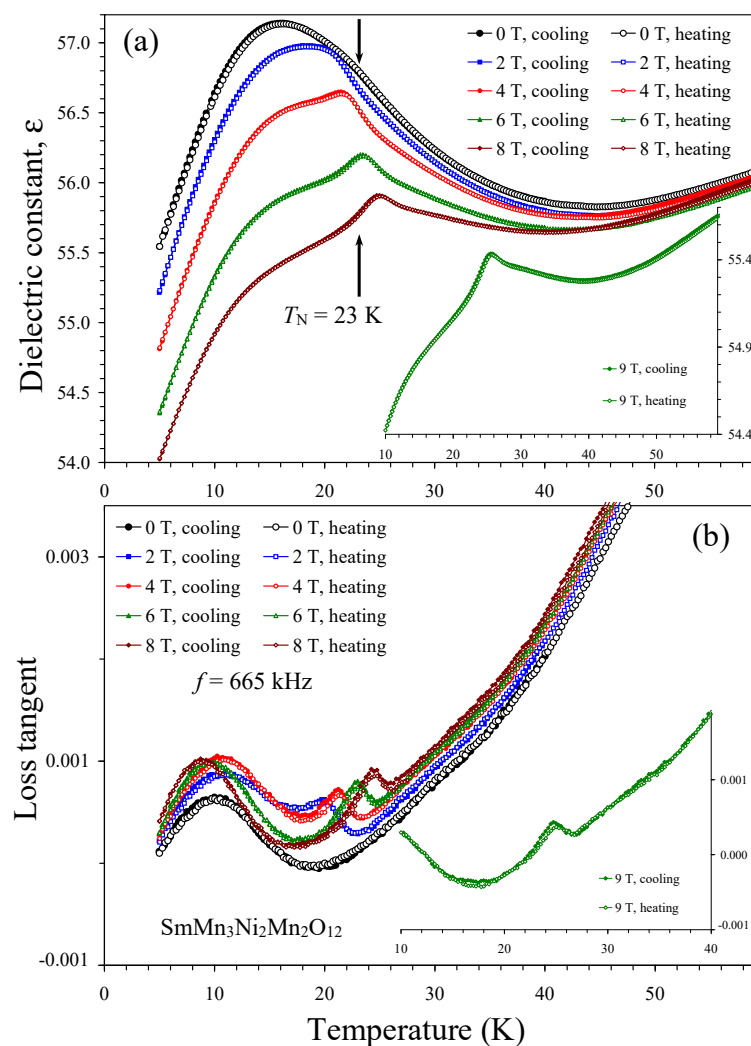 (a)
0 T, cooling 0 T, heating
2 T, cooling 2 T, heating
4 T, cooling 4 T, heating
6 T, cooling 6 T, heating
8 T, cooling 8 T, heating
Dielectric constant, ε
57.0
56.5
56.0
55.5
55.0
54.5
54.0
T_N = 23 K
55.4
54.9
54.4
9 T, cooling
9 T, heating
10 20 30 40 50
0 10 20 30 40 50
(b)
0 T, cooling 0 T, heating
2 T, cooling 2 T, heating
4 T, cooling 4 T, heating
6 T, cooling 6 T, heating
8 T, cooling 8 T, heating
f = 665 kHz
Loss tangent
0.003
0.001
-0.001
0.001
0.000
-0.001
9 T, cooling
9 T, heating
10 20 30 40
SmMn₃Ni₂Mn₂O₁₂
0 10 20 30 40 50
Temperature (K)